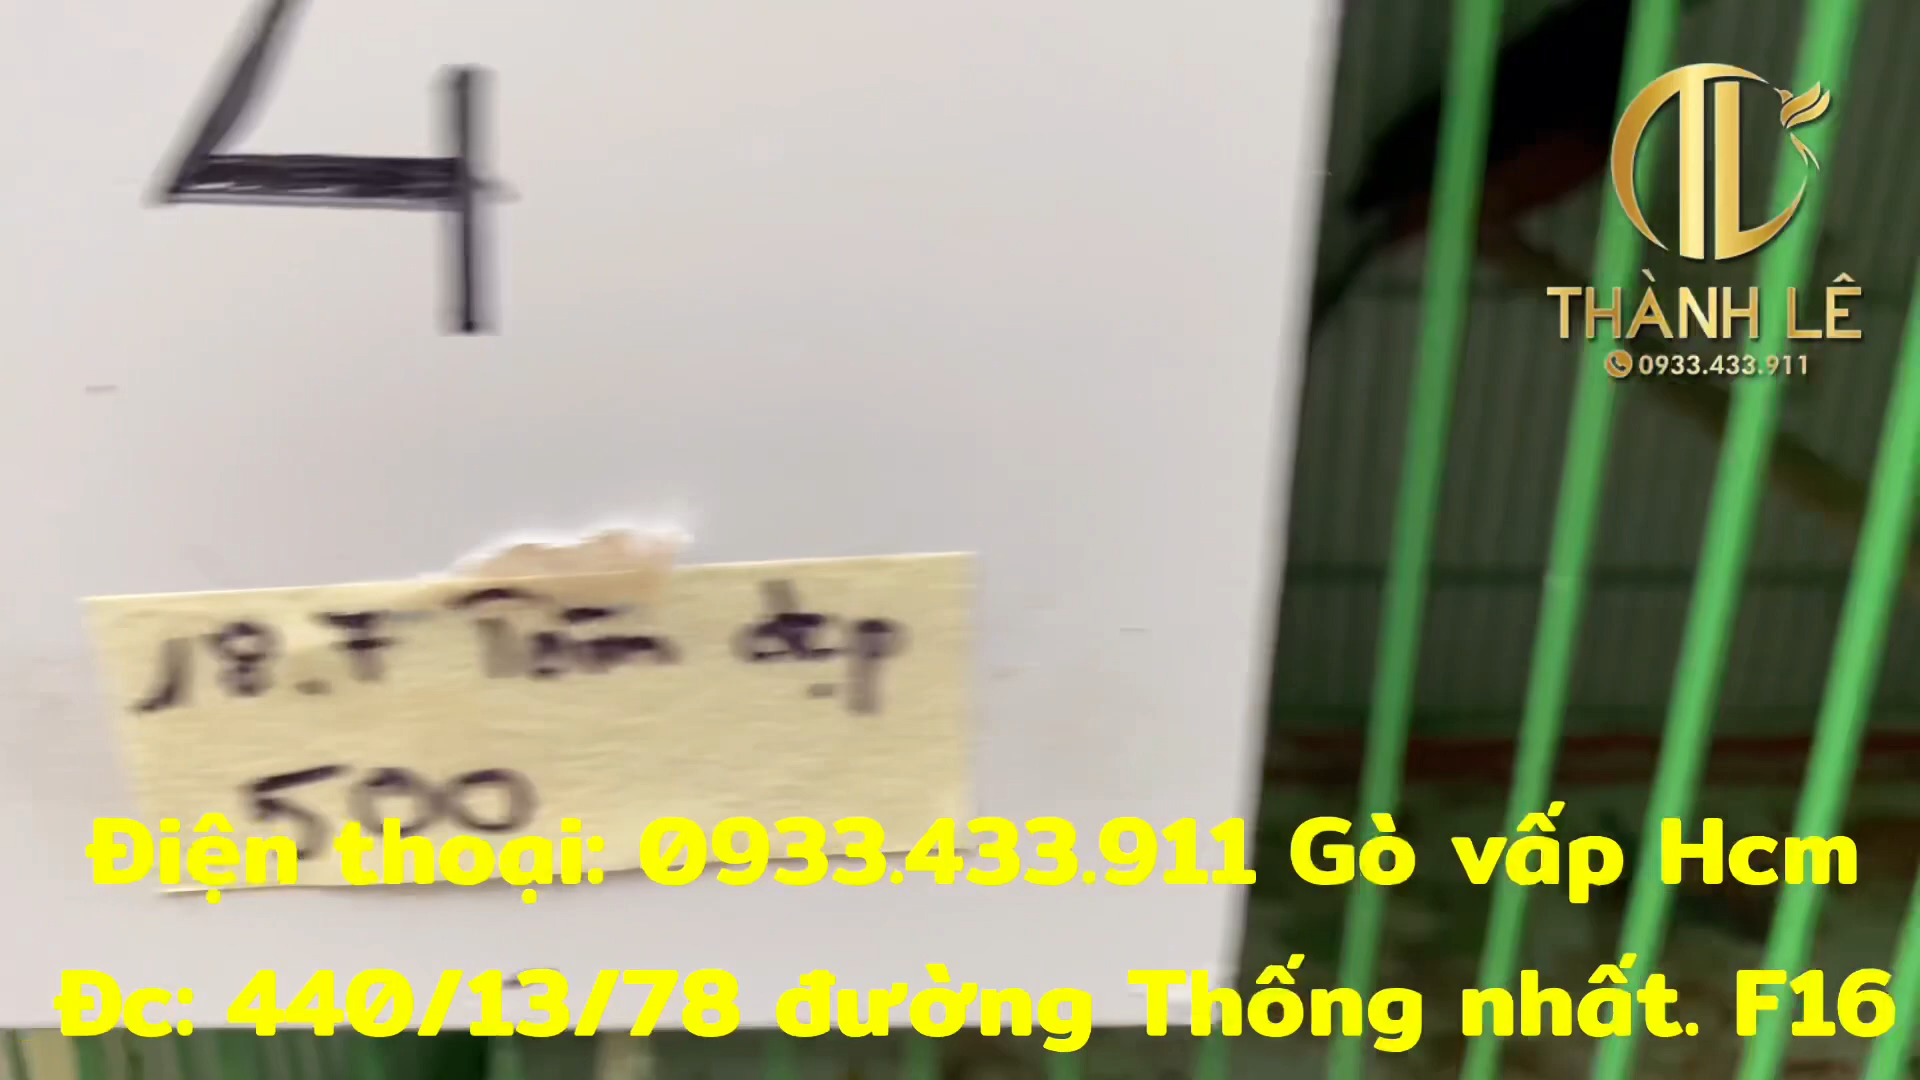 4
THÀNH LÊ
0933.433.911
18.7 đẹp
500
Điện thoại: 0933.433.911 Gò vấp Hcm
Đc: 440/13/78 đường Thống nhất. F16